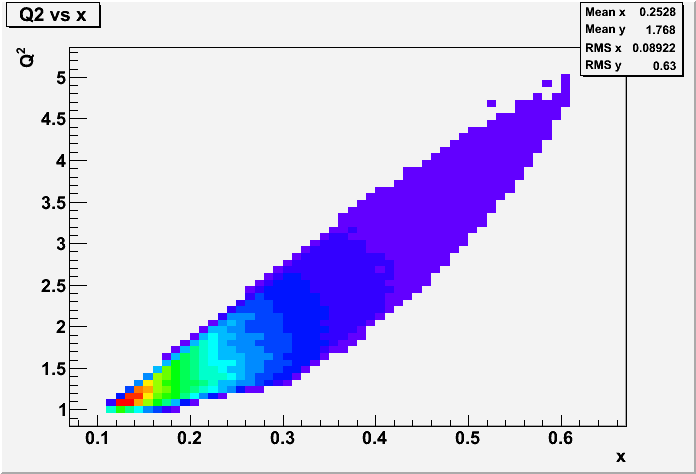 Q2 vs x
Mean x 0.2528
Mean y 1.768
RMS x 0.08922
RMS y 0.63
Q²
5
4.5
4
3.5
3
2.5
2
1.5
1
0.1 0.2 0.3 0.4 0.5 0.6
x